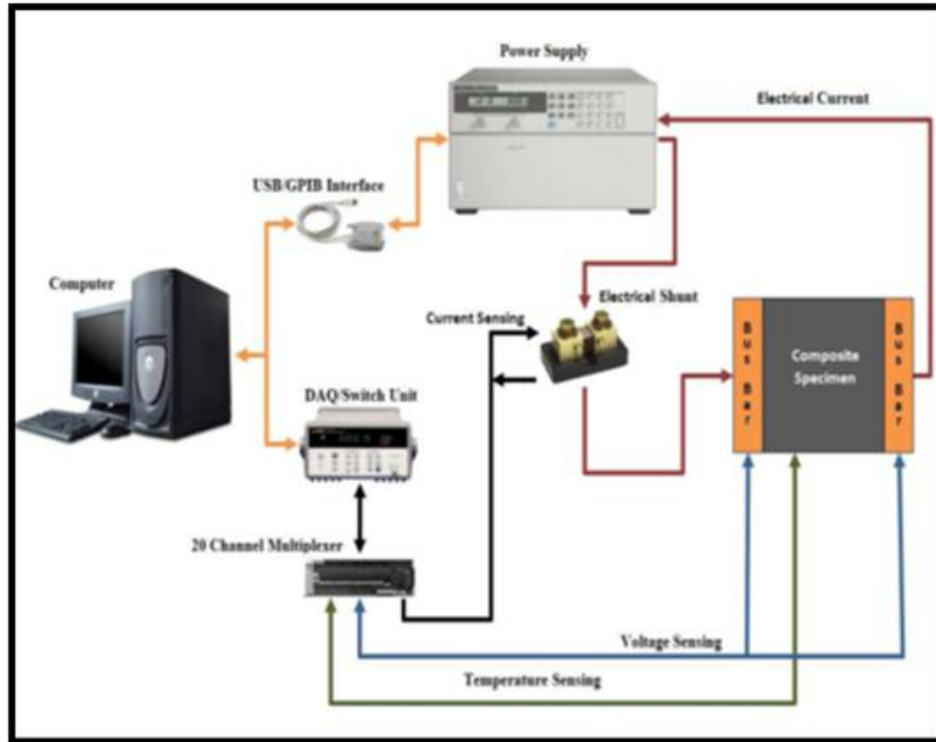 Power Supply
Electrical Current
USB/GPIB Interface
Computer
Electrical Shunt
Current Sensing
Bus Bar
Composite
Specimen
Bus Bar
DAQ/Switch Unit
20 Channel Multiplexer
Voltage Sensing
Temperature Sensing